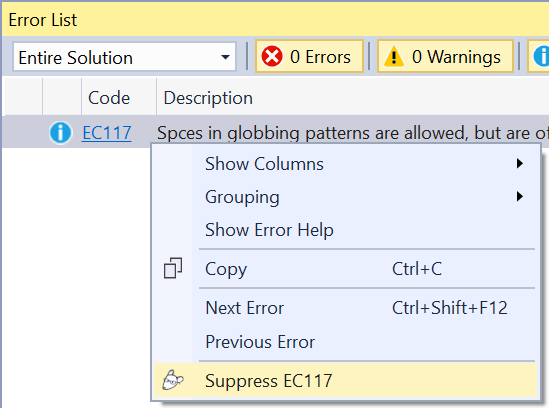 Error List
Entire Solution 0 Errors 0 Warnings
Code Description
EC117 Spces in globbing patterns are allowed, but are of
Show Columns
Grouping
Show Error Help
Copy Ctrl+C
Next Error Ctrl+Shift+F12
Previous Error
Suppress EC117